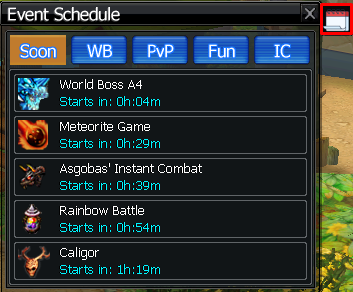 Event Schedule
Soon WB PvP Fun IC
World Boss A4
Starts in: 0h:04m
Meteorite Game
Starts in: 0h:29m
Asgobas' Instant Combat
Starts in: 0h:39m
Rainbow Battle
Starts in: 0h:54m
Caligor
Starts in: 1h:19m